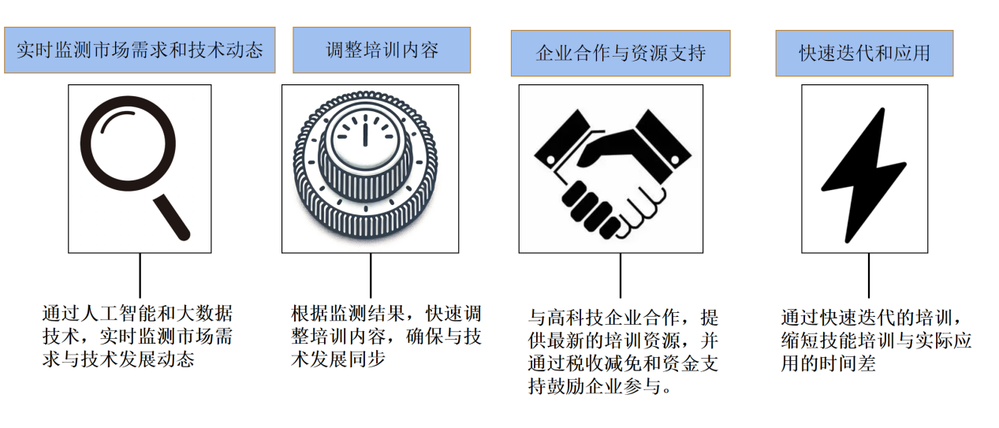 实时监测市场需求和技术动态
调整培训内容
企业合作与资源支持
快速迭代和应用
通过人工智能和大数据
技术，实时监测市场需
求与技术发展动态
根据监测结果，快速调
整培训内容，确保与技
术发展同步
与高科技企业合作，提
供最新的培训资源，并
通过税收减免和资金支
持鼓励企业参与。
通过快速迭代的培训，
缩短技能培训与实际应
用的时间差